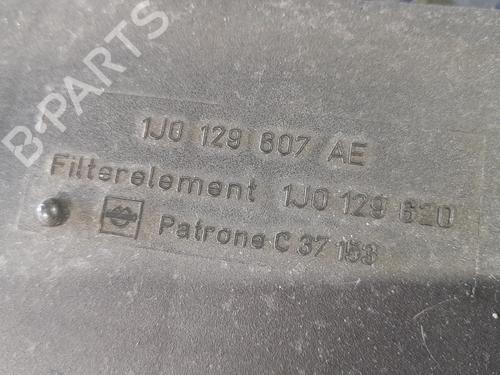 B-PARTS
1J0 129 607 AE
Filterelement 1J0 129 620
Patrone C 37 153